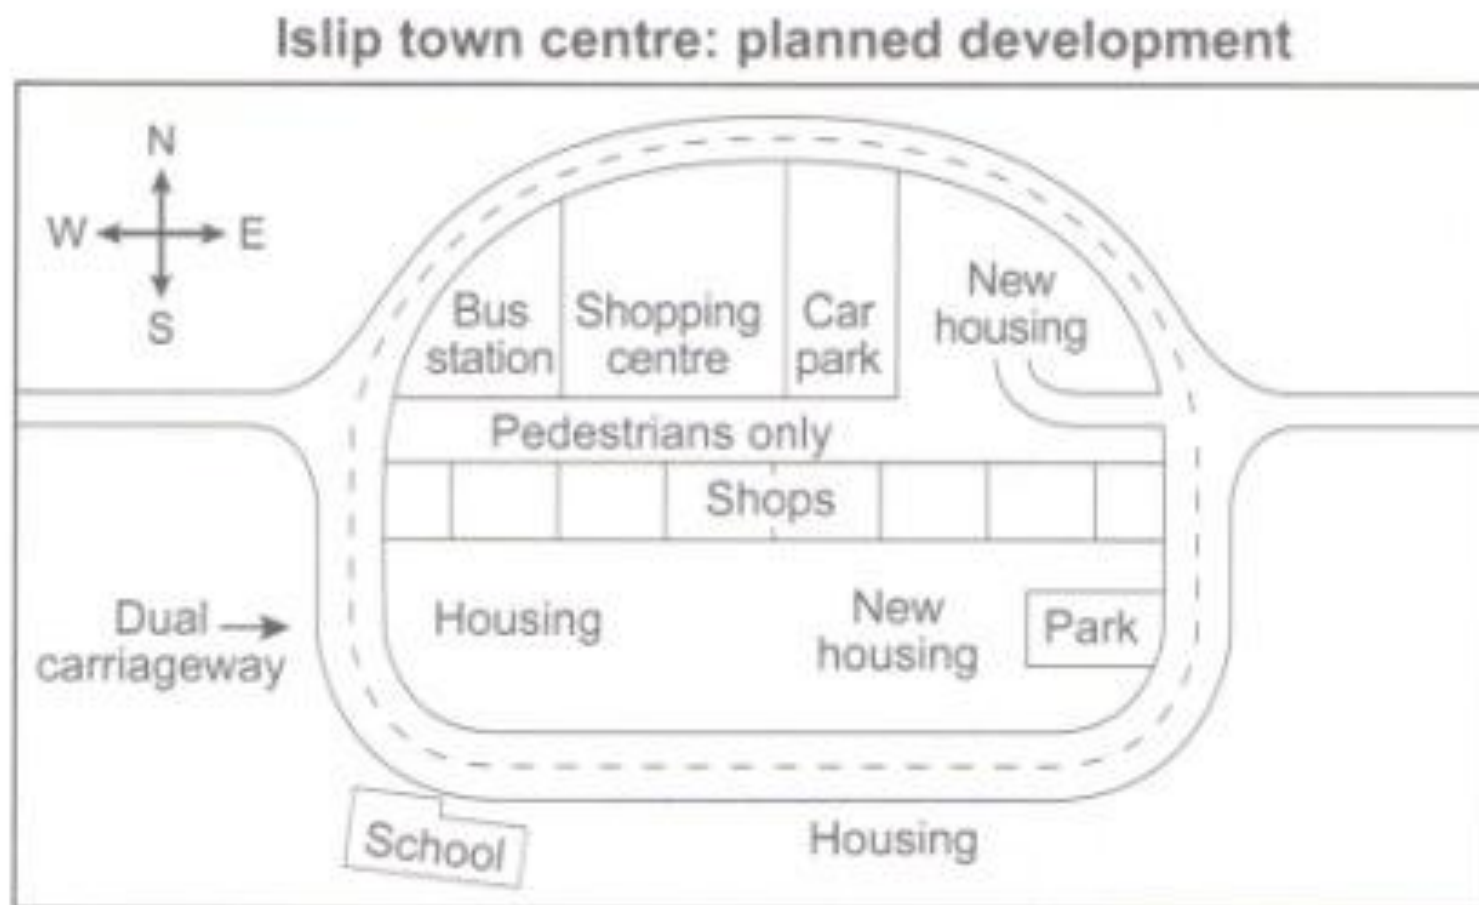 Islip town centre: planned development
N
W
E
S
Bus
station
Shopping
centre
Car
park
New
housing
Pedestrians only
Shops
Dual
carriageway
Housing
New
housing
Park
School
Housing